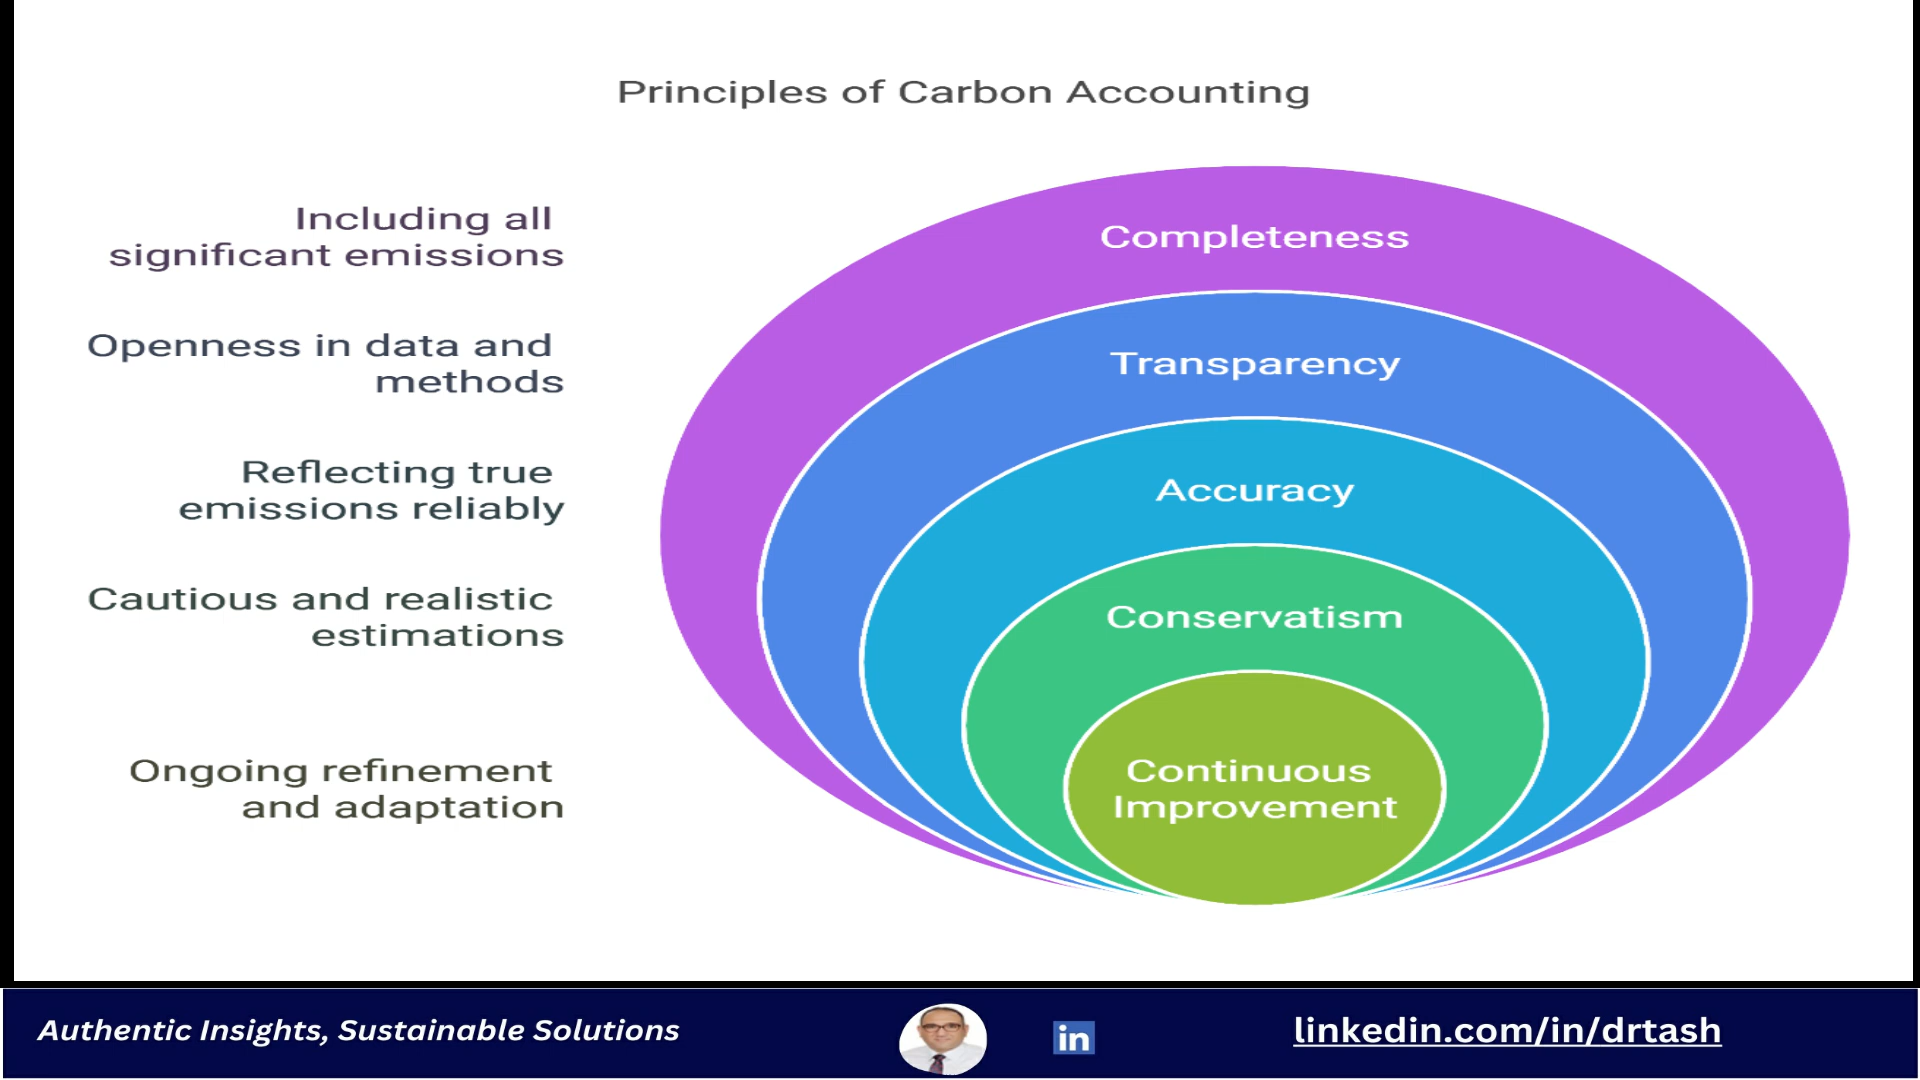 Principles of Carbon Accounting
Including all
significant emissions
Completeness
Openness in data and
methods
Transparency
Reflecting true
emissions reliably
Accuracy
Cautious and realistic
estimations
Conservatism
Ongoing refinement
and adaptation
Continuous
Improvement
Authentic Insights, Sustainable Solutions
in
linkedin.com/in/drtash